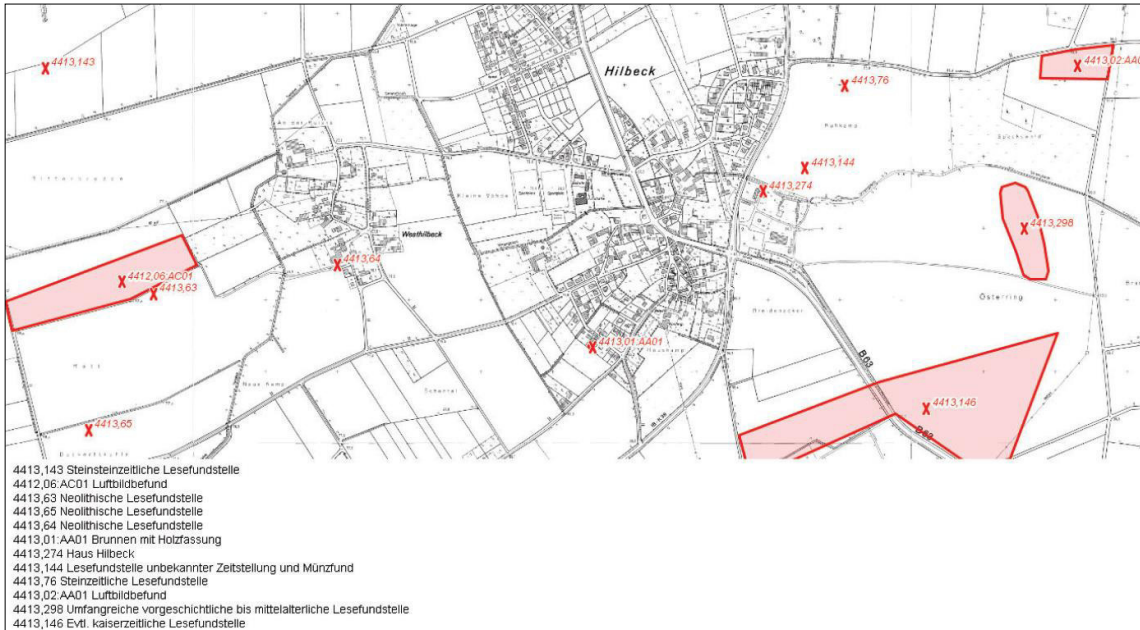 4413,143
Hilbeck
4413,02:AA0
4413,76
4413,144
4413,274
Westhilbeck
4413,298
4413,64
4412,06:AC01
4413,63
Österring
4413,01:AA01
B63
4413,146
4413,65
B63
4413,143 Steinsteinzeitliche Lesefundstelle
4412,06:AC01 Luftbildbefund
4413,63 Neolithische Lesefundstelle
4413,65 Neolithische Lesefundstelle
4413,64 Neolithische Lesefundstelle
4413,01:AA01 Brunnen mit Holzfassung
4413,274 Haus Hilbeck
4413,144 Lesefundstelle unbekannter Zeitstellung und Münzfund
4413,76 Steinzeitliche Lesefundstelle
4413,02:AA01 Luftbildbefund
4413,298 Umfangreiche vorgeschichtliche bis mittelalterliche Lesefundstelle
4413,146 Evtl. kaiserzeitliche Lesefundstelle